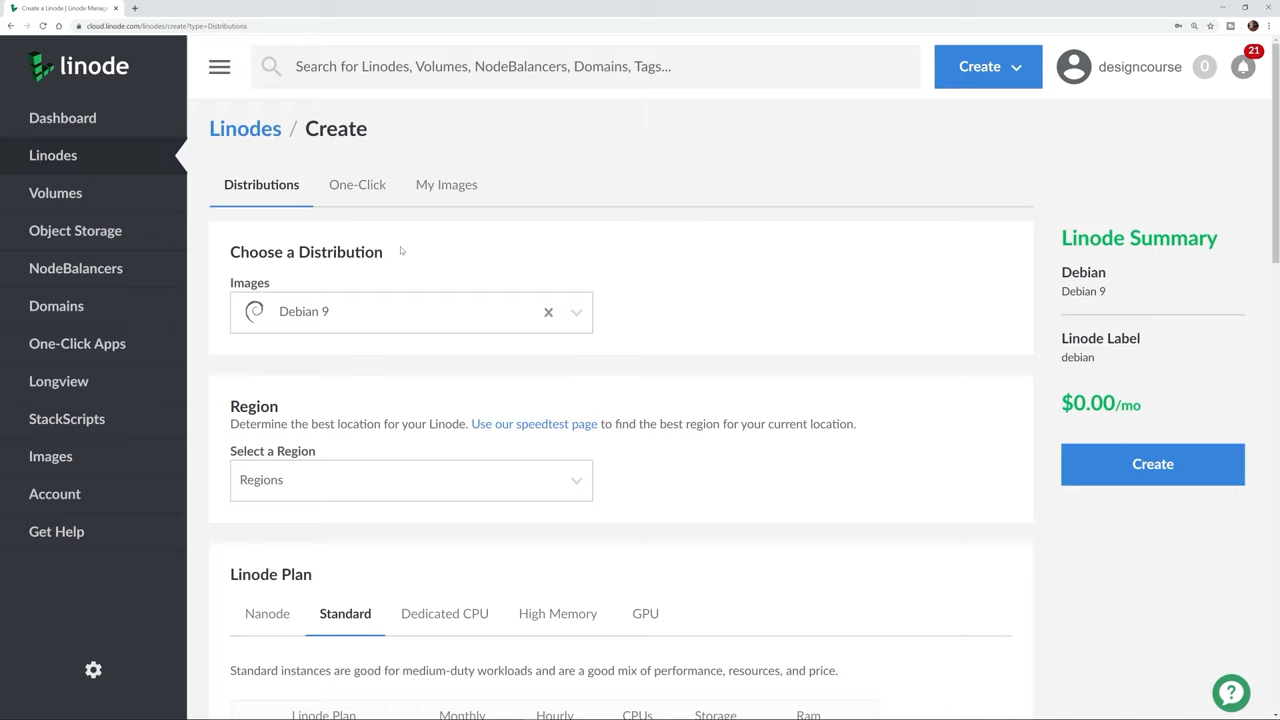 Create a Linode | Linode Manag
cloud.linode.com/linodes/create?type=Distributions
linode
Search for Linodes, Volumes, NodeBalancers, Domains, Tags...
Create
designcourse
0
21
Dashboard
Linodes
Volumes
Object Storage
NodeBalancers
Domains
One-Click Apps
Longview
StackScripts
Images
Account
Get Help
Linodes / Create
Distributions One-Click My Images
Choose a Distribution
Images
Debian 9
Region
Determine the best location for your Linode. Use our speedtest page to find the best region for your current location.
Select a Region
Regions
Linode Plan
Nanode Standard Dedicated CPU High Memory GPU
Standard instances are good for medium-duty workloads and are a good mix of performance, resources, and price.
Linode Plan Monthly Hourly CPUs Storage Ram
Linode Summary
Debian
Debian 9
Linode Label
debian
$0.00/mo
Create